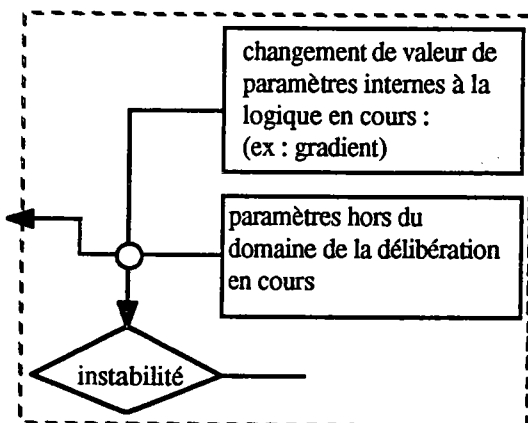 changement de valeur de
paramètres internes à la
logique en cours :
(ex : gradient)
paramètres hors du
domaine de la délibération
en cours
instabilité